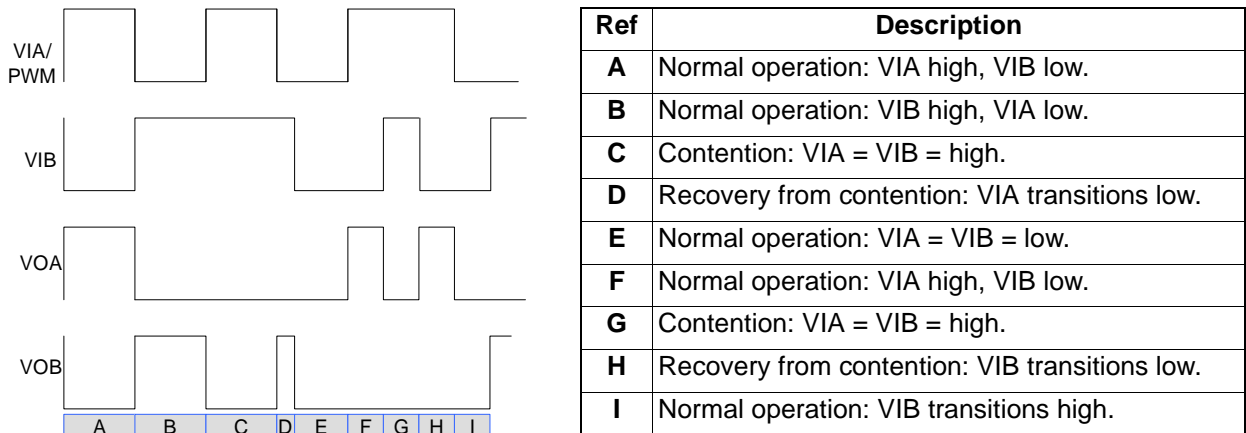 VIA/
PWM
VIB
VOA
VOB
A B C D E F G H I
Ref Description
A Normal operation: VIA high, VIB low.
B Normal operation: VIB high, VIA low.
C Contention: VIA = VIB = high.
D Recovery from contention: VIA transitions low.
E Normal operation: VIA = VIB = low.
F Normal operation: VIA high, VIB low.
G Contention: VIA = VIB = high.
H Recovery from contention: VIB transitions low.
I Normal operation: VIB transitions high.